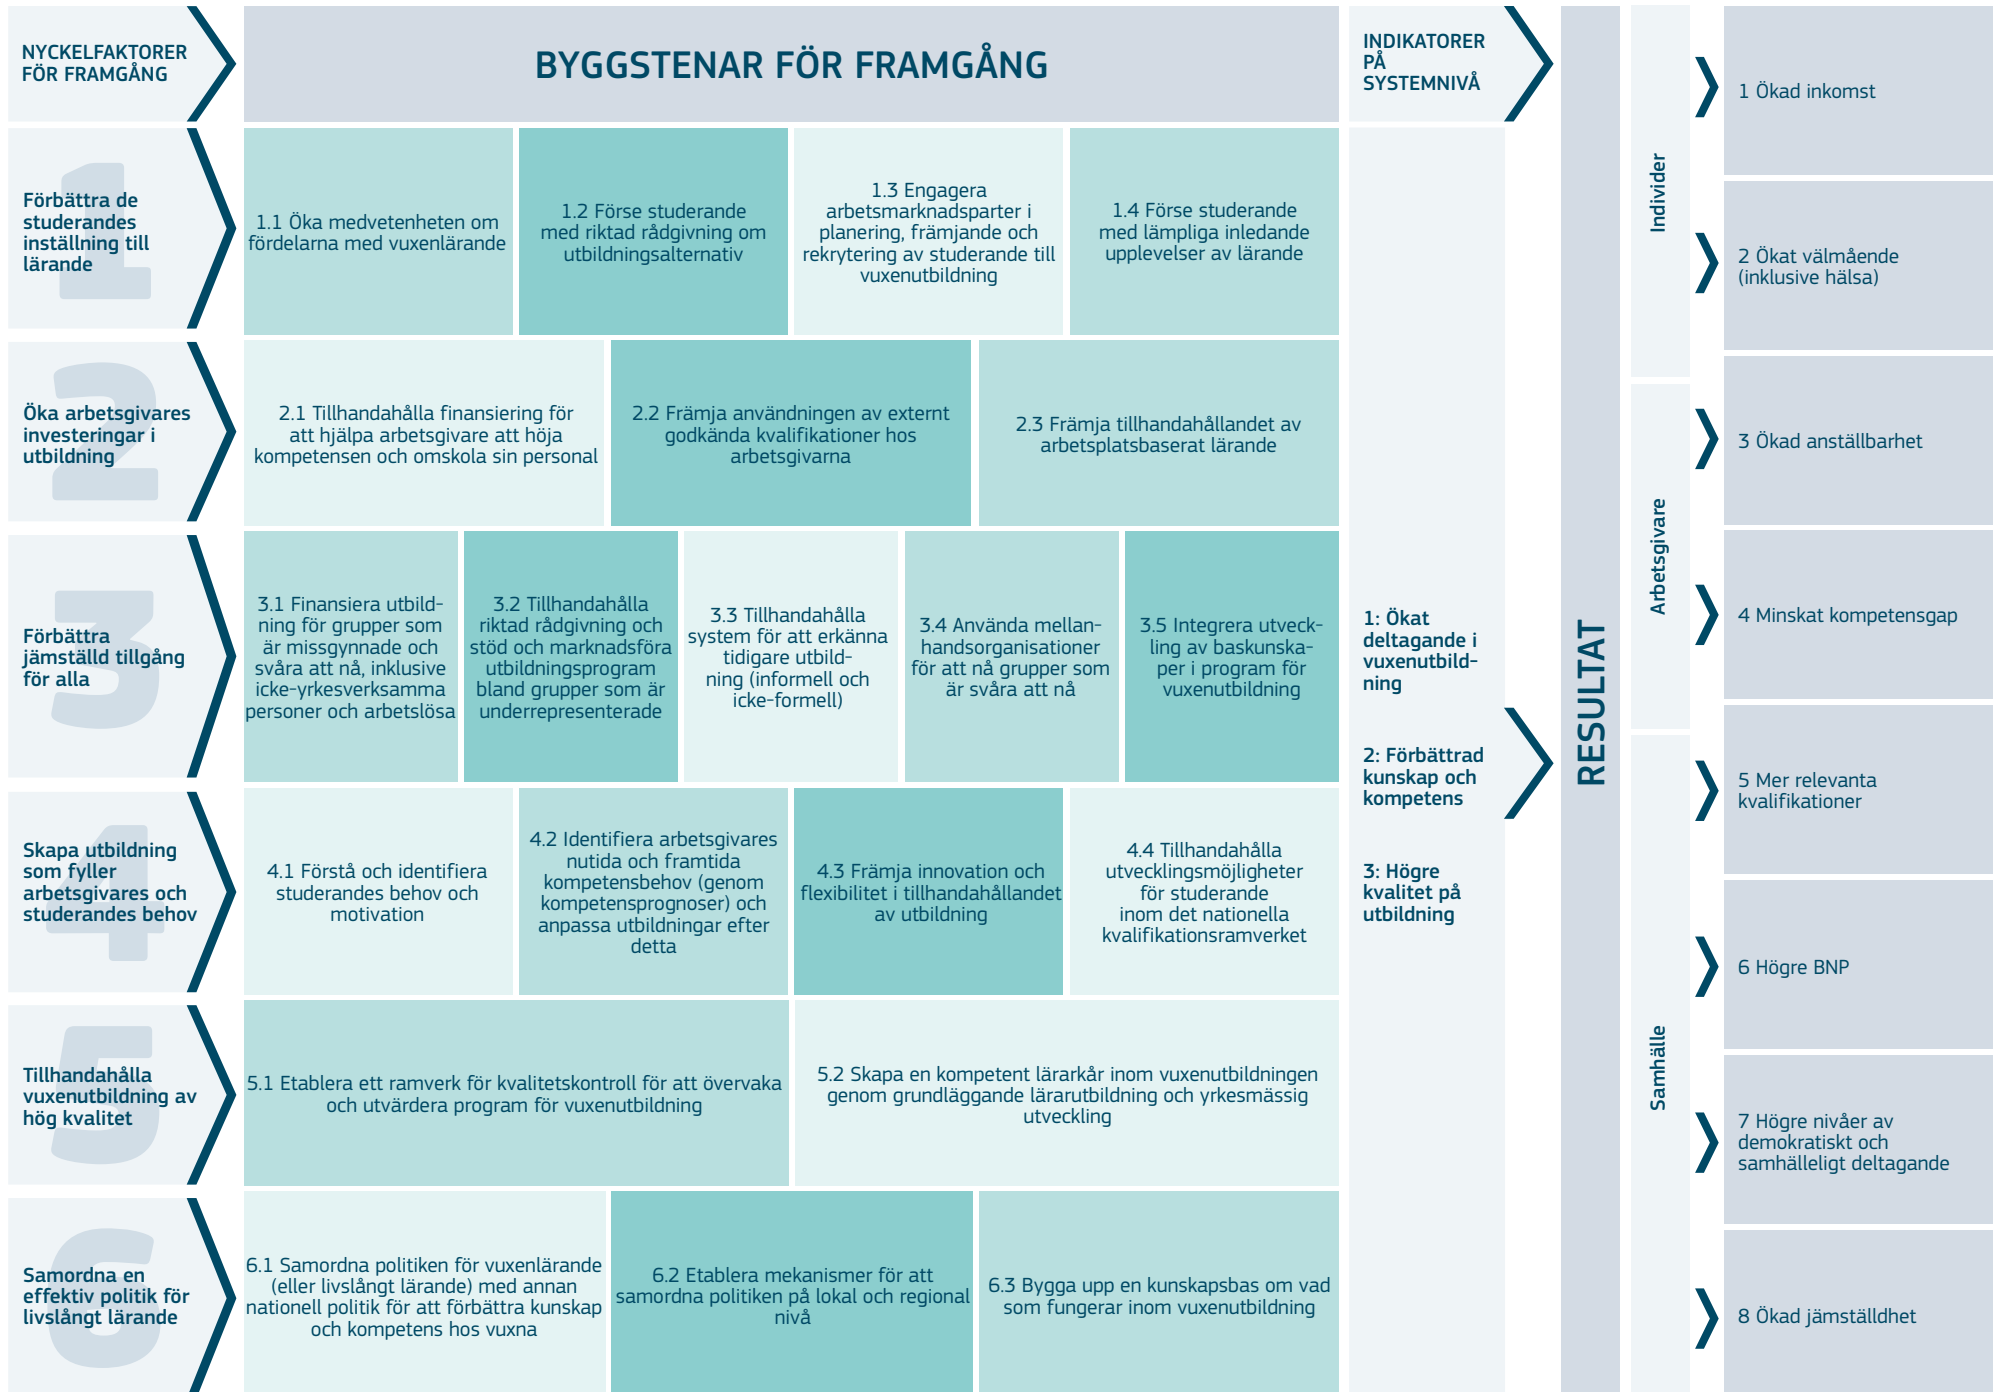 NYCKELFAKTORER
FÖR FRAMGÅNG
BYGGSTENAR FÖR FRAMGÅNG
INDIKATORER
PÅ
SYSTEMNIVÅ
1
Förbättra de
studerandes
inställning till
lärande
1.1 Öka medvetenheten om
fördelarna med vuxenlärande
1.2 Förse studerande
med riktad rådgivning om
utbildningsalternativ
1.3 Engagera
arbetsmarknadsparter i
planering, främjande och
rekrytering av studerande till
vuxenutbildning
1.4 Förse studerande
med lämpliga inledande
upplevelser av lärande
2
Öka arbetsgivares
investeringar i
utbildning
2.1 Tillhandahålla finansiering för
att hjälpa arbetsgivare att höja
kompetensen och omskola sin personal
2.2 Främja användningen av externt
godkända kvalifikationer hos
arbetsgivarna
2.3 Främja tillhandahållandet av
arbetsplatsbaserat lärande
3
Förbättra
jämställd tillgång
för alla
3.1 Finansiera utbild-
ning för grupper som
är missgynnade och
svåra att nå, inklusive
icke-yrkesverksamma
personer och arbetslösa
3.2 Tillhandahålla
riktad rådgivning och
stöd och marknadsföra
utbildningsprogram
bland grupper som är
underrepresenterade
3.3 Tillhandahålla
system för att erkänna
tidigare utbild-
ning (informell och
icke-formell)
3.4 Använda mellan-
handsorganisationer
för att nå grupper som
är svåra att nå
3.5 Integrera utveck-
ling av baskunska-
per i program för
vuxenutbildning
4
Skapa utbildning
som fyller
arbetsgivares och
studerandes behov
4.1 Förstå och identifiera
studerandes behov och
motivation
4.2 Identifiera arbetsgivares
nutida och framtida
kompetensbehov (genom
kompetensprognoser) och
anpassa utbildningar efter
detta
4.3 Främja innovation och
flexibilitet i tillhandahållandet
av utbildning
4.4 Tillhandahålla
utvecklingsmöjligheter
för studerande
inom det nationella
kvalifikationsramverket
5
Tillhandahålla
vuxenutbildning av
hög kvalitet
5.1 Etablera ett ramverk för kvalitetskontroll för att övervaka
och utvärdera program för vuxenutbildning
5.2 Skapa en kompetent lärarkår inom vuxenutbildningen
genom grundläggande lärarutbildning och yrkesmässig
utveckling
6
Samordna en
effektiv politik för
livslångt lärande
6.1 Samordna politiken för vuxenlärande
(eller livslångt lärande) med annan
nationell politik för att förbättra kunskap
och kompetens hos vuxna
6.2 Etablera mekanismer för att
samordna politiken på lokal och regional
nivå
6.3 Bygga upp en kunskapsbas om vad
som fungerar inom vuxenutbildning
1: Ökat
deltagande i
vuxenutbild-
ning
2: Förbättrad
kunskap och
kompetens
3: Högre
kvalitet på
utbildning
RESULTAT
Individer
Arbetsgivare
Samhälle
1 Ökad inkomst
2 Ökat välmående
(inklusive hälsa)
3 Ökad anställbarhet
4 Minskat kompetensgap
5 Mer relevanta
kvalifikationer
6 Högre BNP
7 Högre nivåer av
demokratiskt och
samhälleligt deltagande
8 Ökad jämställdhet